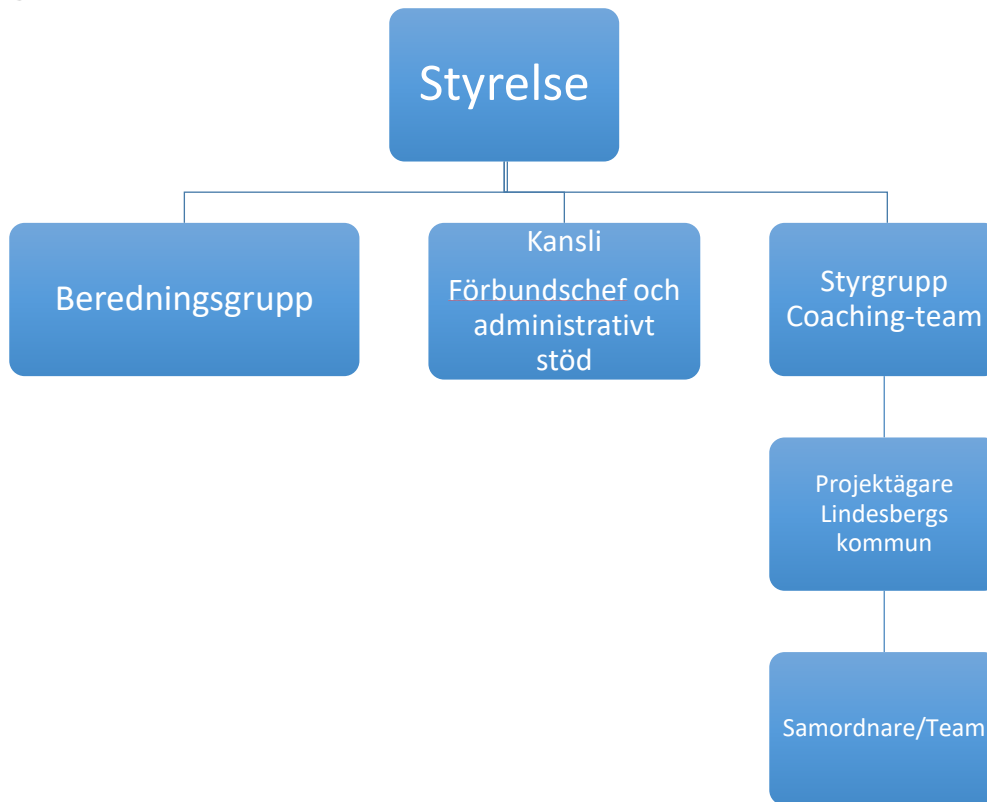 Styrelse
Beredningsgrupp
Kansli
Förbundschef och
administrativt
stöd
Styrgrupp
Coaching-team
Projektägare
Lindesbergs
kommun
Samordnare/Team